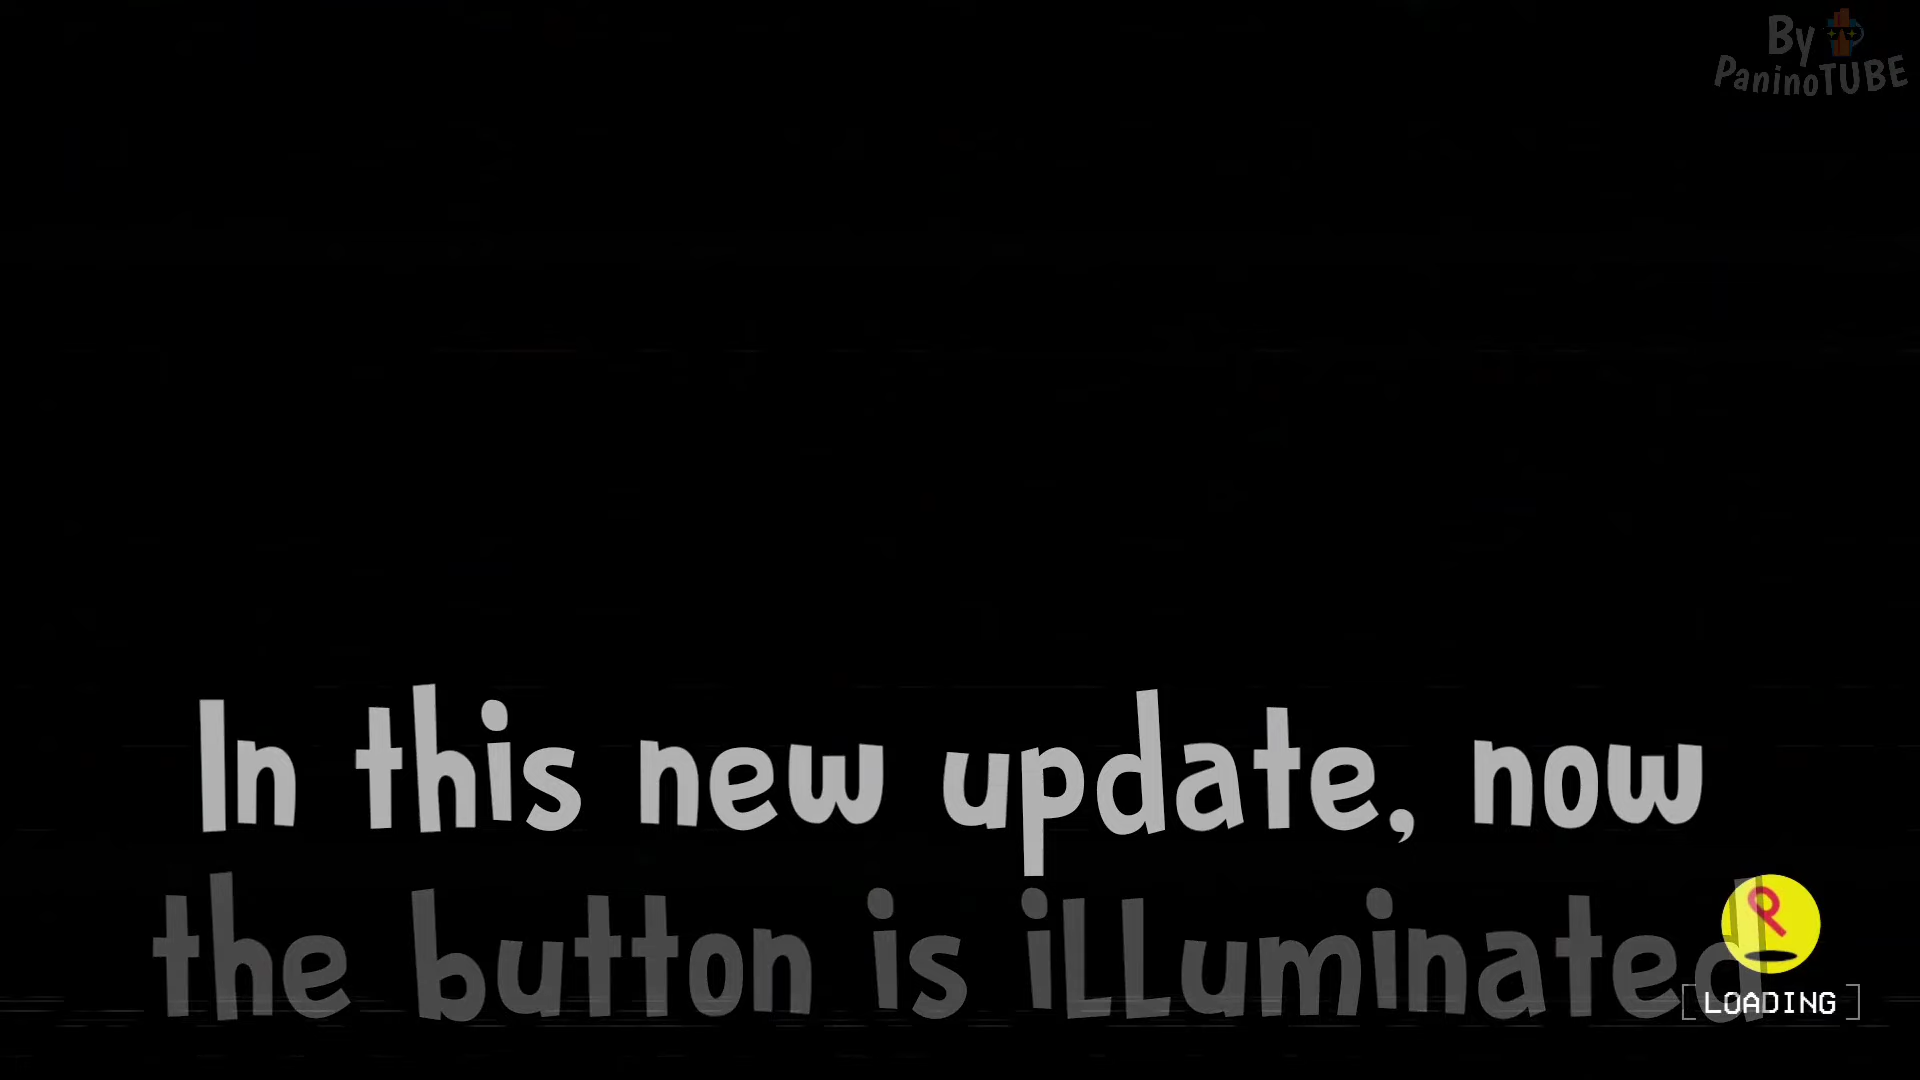 By
PaninoTUBE
In this new update, now
the button is illuminated
LOADING